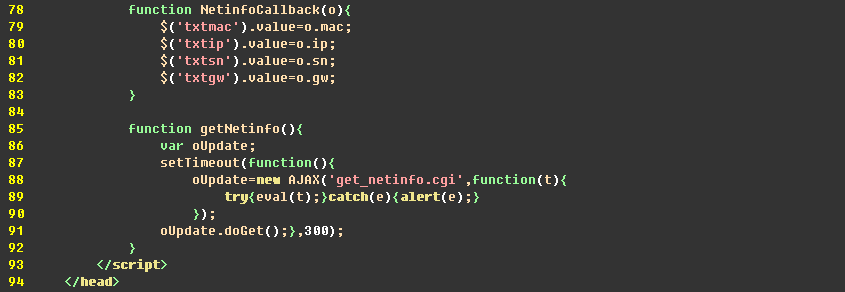 78 function NetinfoCallback(o){
79 $('txtmac').value=o.mac;
80 $('txtip').value=o.ip;
81 $('txtsn').value=o.sn;
82 $('txtgw').value=o.gw;
83 }
84
85 function getNetinfo(){
86 var oUpdate;
87 setTimeout(function(){
88 oUpdate=new AJAX('get_netinfo.cgi',function(t){
89 try{eval(t);}catch(e){alert(e);}
90 });
91 oUpdate.doGet();},300);
92 }
93 </script>
94 </head>